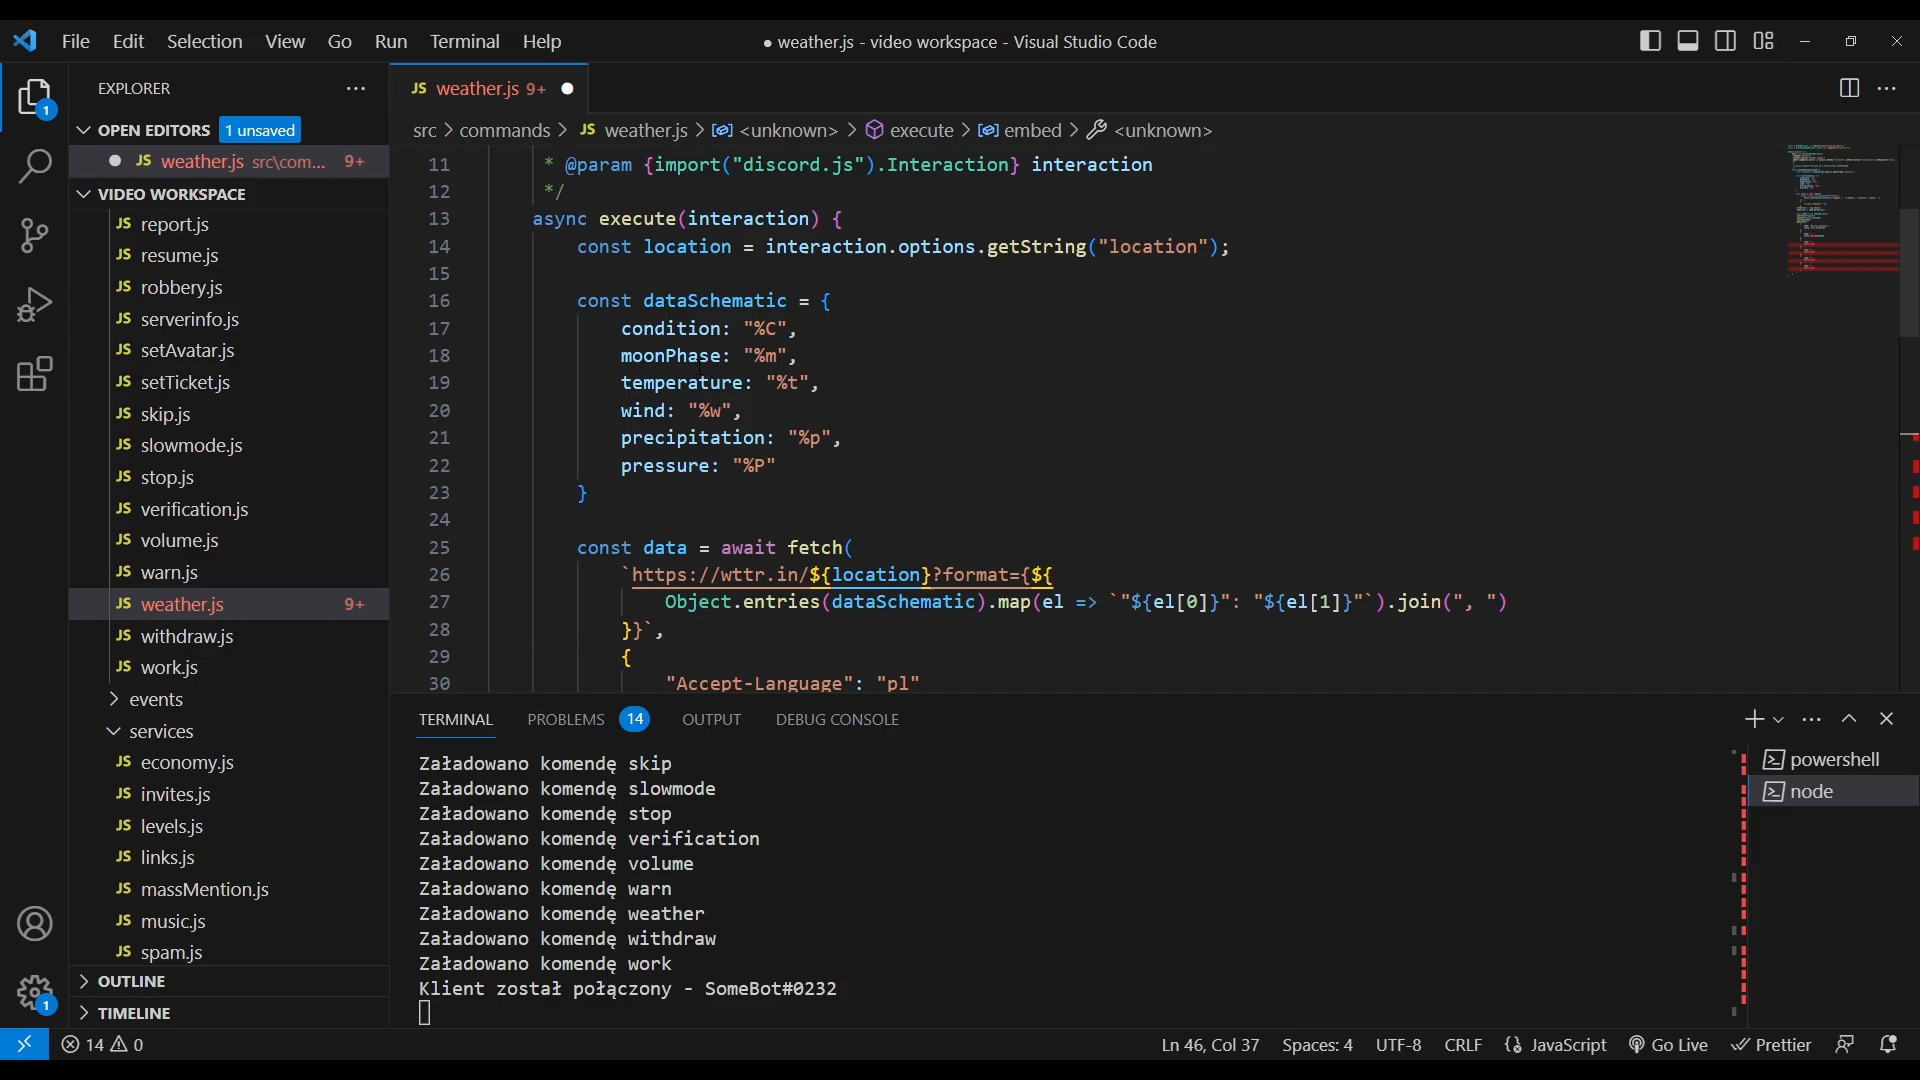 File Edit Selection View Go Run Terminal Help
● weather.js - video workspace - Visual Studio Code
EXPLORER
OPEN EDITORS 1 unsaved
JS weather.js src\com... 9+
VIDEO WORKSPACE
JS report.js
JS resume.js
JS robbery.js
JS serverinfo.js
JS setAvatar.js
JS setTicket.js
JS skip.js
JS slowmode.js
JS stop.js
JS verification.js
JS volume.js
JS warn.js
JS weather.js 9+
JS withdraw.js
JS work.js
events
services
JS economy.js
JS invites.js
JS levels.js
JS links.js
JS massMention.js
JS music.js
JS spam.js
OUTLINE
TIMELINE
1
1
JS weather.js 9+
src > commands > JS weather.js > <unknown> > execute > embed > <unknown>
11 * @param {import("discord.js").Interaction} interaction
12 */
13 async execute(interaction) {
14 const location = interaction.options.getString("location");
15
16 const dataSchematic = {
17 condition: "%C",
18 moonPhase: "%m",
19 temperature: "%t",
20 wind: "%w",
21 precipitation: "%p",
22 pressure: "%P"
23 }
24
25 const data = await fetch(
26 `https://wttr.in/${location}?format={${
27 Object.entries(dataSchematic).map(el => `"${el[0]}": "${el[1]}"`).join(", ")
28 }}`,
29 {
30 "Accept-Language": "pl"
TERMINAL PROBLEMS 14 OUTPUT DEBUG CONSOLE
Załadowano komendę skip
Załadowano komendę slowmode
Załadowano komendę stop
Załadowano komendę verification
Załadowano komendę volume
Załadowano komendę warn
Załadowano komendę weather
Załadowano komendę withdraw
Załadowano komendę work
Klient został połączony - SomeBot#0232
powershell
node
14 0
Ln 46, Col 37 Spaces: 4 UTF-8 CRLF JavaScript Go Live Prettier